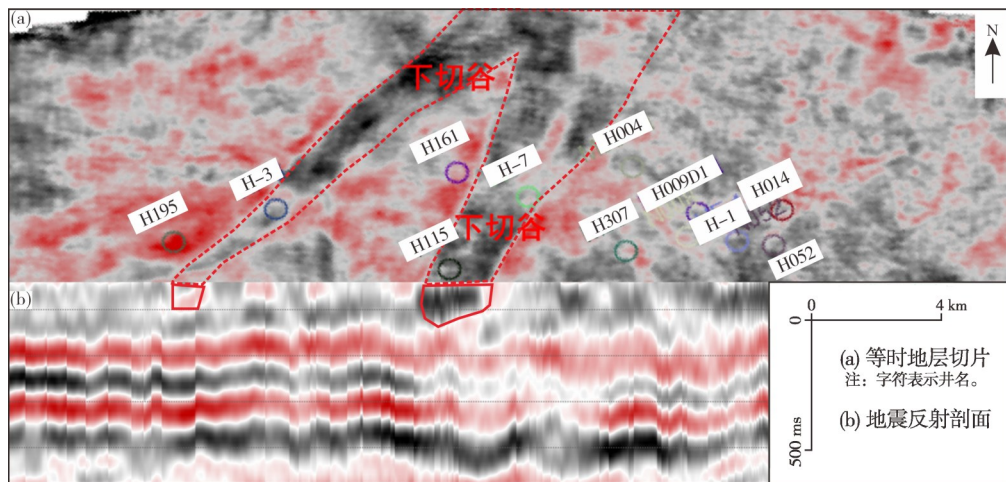 (a)
N
下切谷
H004
H161
H-3
H-7
H009D1
H014
H195
H-1
下切谷
H115
H307
H052
(b)
0
4 km
0
(a) 等时地层切片
注：字符表示井名。
(b) 地震反射剖面
500 ms